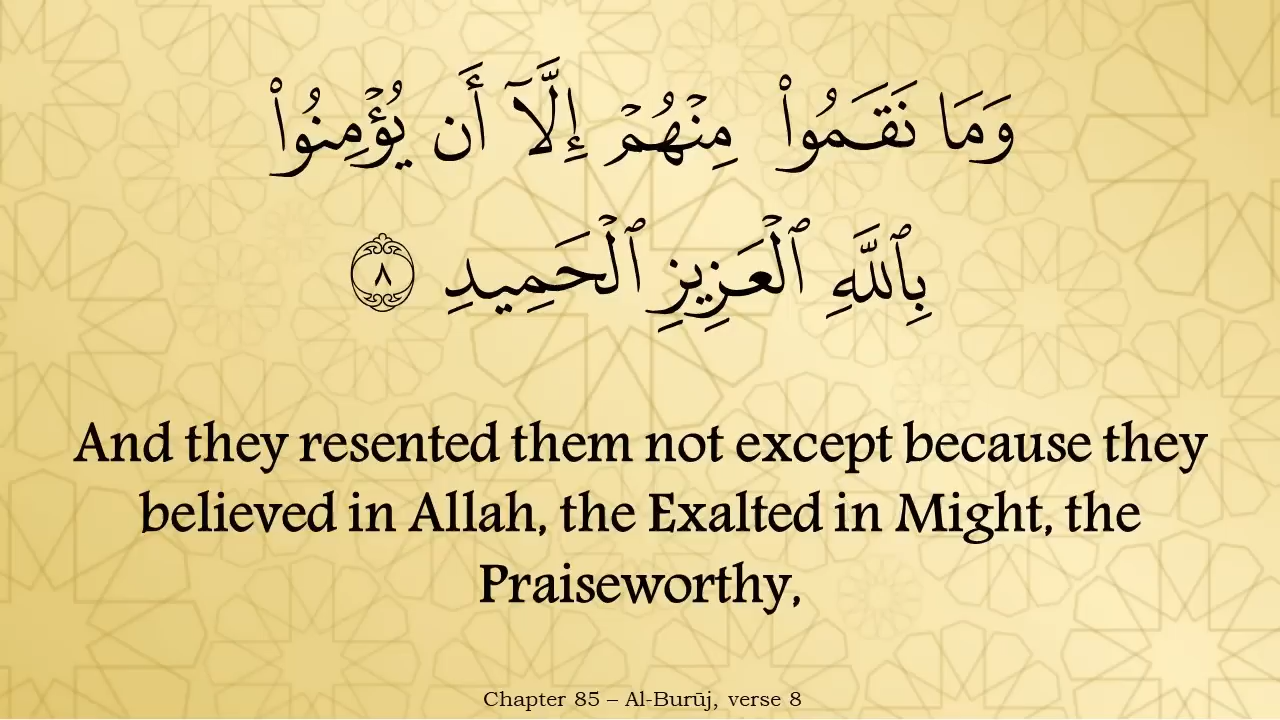 وَمَا نَقَمُوا۟ مِنْهُمْ إِلَّآ أَن يُؤْمِنُوا۟
بِٱللَّهِ ٱلْعَزِيزِ ٱلْحَمِيدِ ٨
And they resented them not except because they
believed in Allah, the Exalted in Might, the
Praiseworthy,
Chapter 85 – Al-Burūj, verse 8